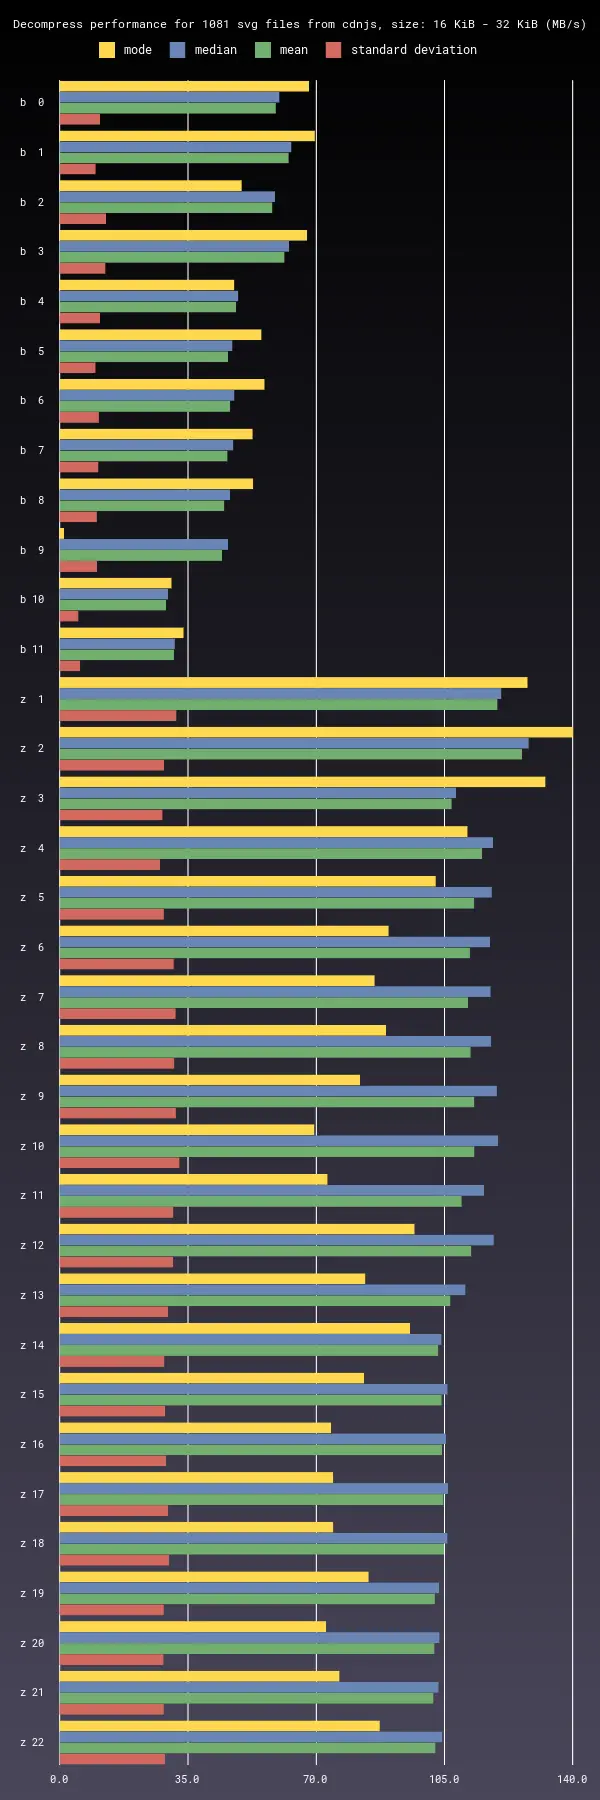 Decompress performance for 1081 svg files from cdnjs, size: 16 KiB - 32 KiB (MB/s)
mode median mean standard deviation
b 0
b 1
b 2
b 3
b 4
b 5
b 6
b 7
b 8
b 9
b 10
b 11
z 1
z 2
z 3
z 4
z 5
z 6
z 7
z 8
z 9
z 10
z 11
z 12
z 13
z 14
z 15
z 16
z 17
z 18
z 19
z 20
z 21
z 22
0.0 35.0 70.0 105.0 140.0